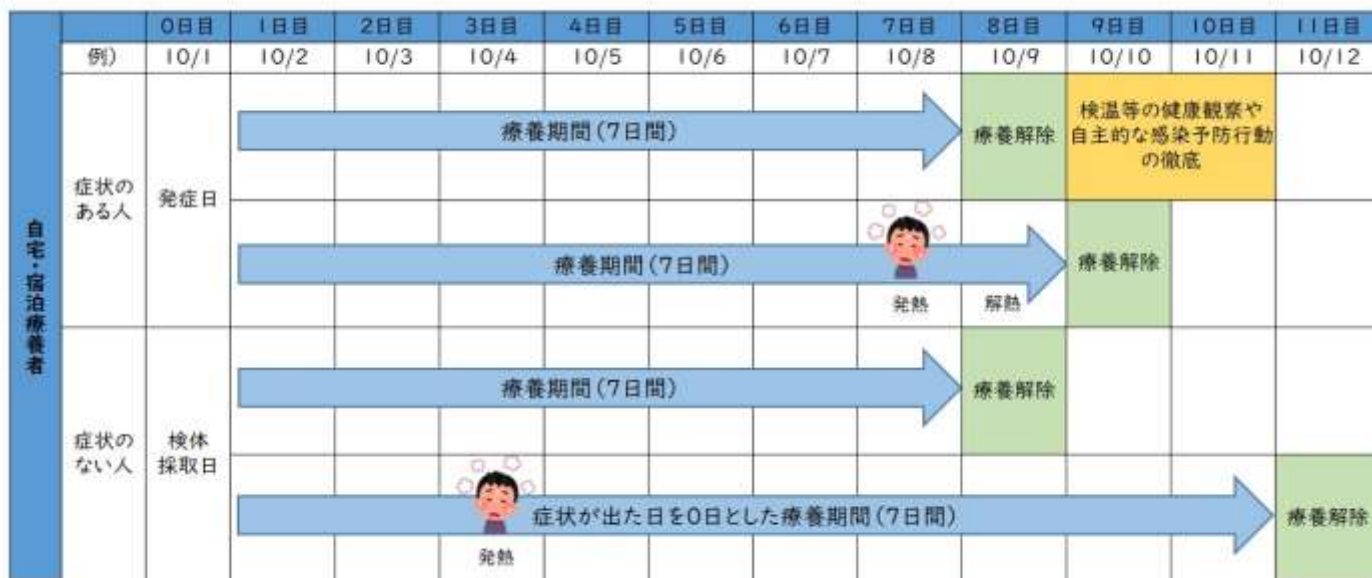 0日目 1日目 2日目 3日目 4日目 5日目 6日目 7日目 8日目 9日目 10日目 11日目
例) 10/1 10/2 10/3 10/4 10/5 10/6 10/7 10/8 10/9 10/10 10/11 10/12
自宅・宿泊療養者
症状の
ある人
発症日
療養期間(7日間)
療養解除
検温等の健康観察や
自主的な感染予防行動
の徹底
療養期間(7日間)
発熱
解熱
療養解除
症状の
ない人
検体
採取日
療養期間(7日間)
療養解除
症状が出た日を0日とした療養期間(7日間)
発熱
療養解除